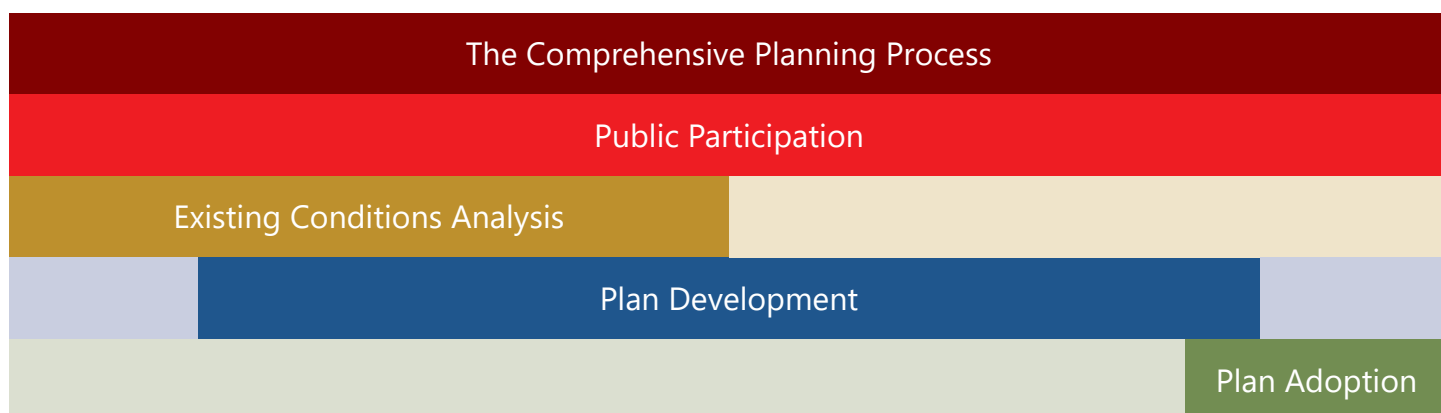 The Comprehensive Planning Process
Public Participation
Existing Conditions Analysis
Plan Development
Plan Adoption